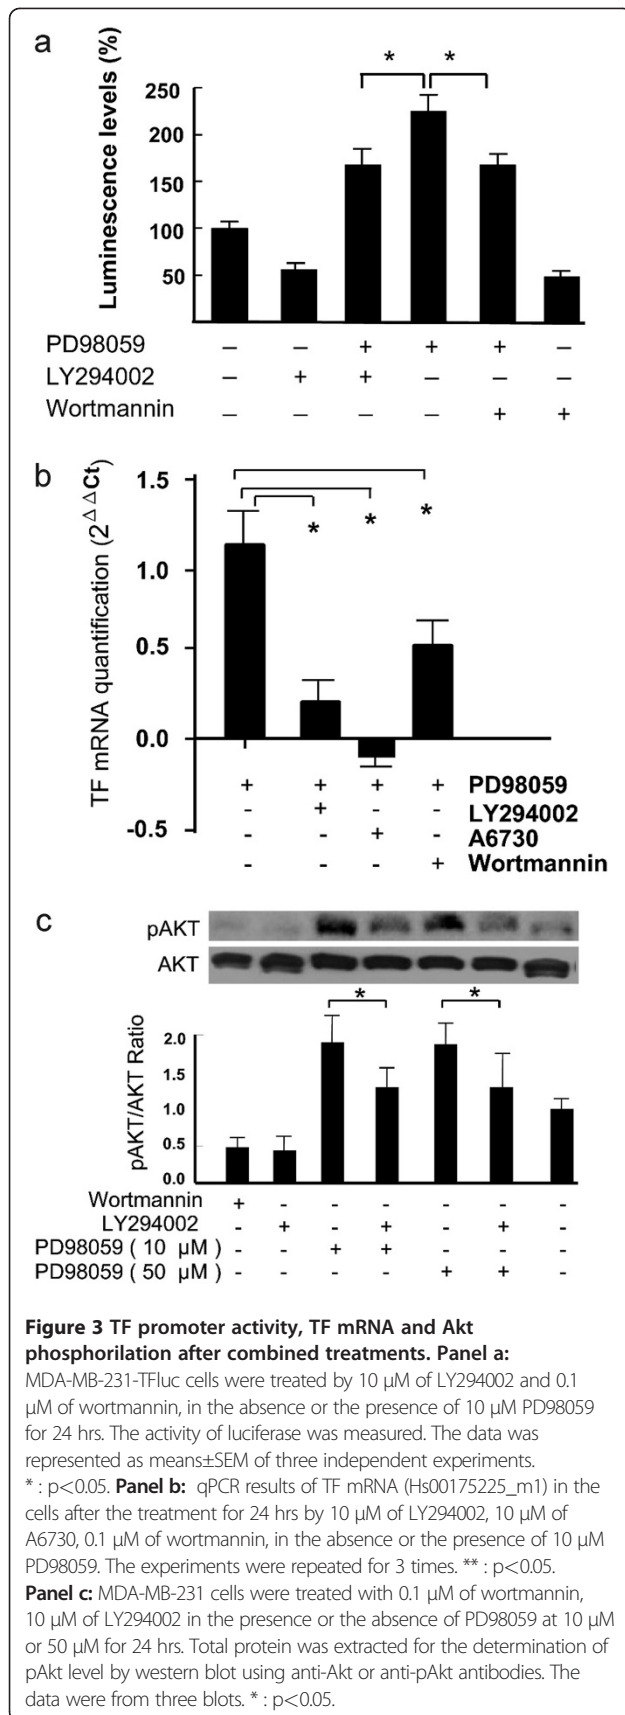 a
Luminescence levels (%)
250
200
150
100
50
* *
PD98059 – – + + + –
LY294002 – + + – – –
Wortmannin – – – – + +
b
TF mRNA quantification (2^ΔΔCt)
1.5
1.0
0.5
0.0
-0.5
* * *
+ + + + PD98059
- + - - LY294002
- - + - A6730
- - - + Wortmannin
c
pAKT
AKT
pAKT/AKT Ratio
2.0
1.5
1.0
0.5
0.0
* *
Wortmannin + - - - - - -
LY294002 - + - + - + -
PD98059 ( 10 µM ) - - + + - - -
PD98059 ( 50 µM ) - - - - + + -
Figure 3 TF promoter activity, TF mRNA and Akt
phosphorilation after combined treatments. Panel a:
MDA-MB-231-TFluc cells were treated by 10 µM of LY294002 and 0.1
µM of wortmannin, in the absence or the presence of 10 µM PD98059
for 24 hrs. The activity of luciferase was measured. The data was
represented as means±SEM of three independent experiments.
* : p<0.05. Panel b: qPCR results of TF mRNA (Hs00175225_m1) in the
cells after the treatment for 24 hrs by 10 µM of LY294002, 10 µM of
A6730, 0.1 µM of wortmannin, in the absence or the presence of 10 µM
PD98059. The experiments were repeated for 3 times. ** : p<0.05.
Panel c: MDA-MB-231 cells were treated with 0.1 µM of wortmannin,
10 µM of LY294002 in the presence or the absence of PD98059 at 10 µM
or 50 µM for 24 hrs. Total protein was extracted for the determination of
pAkt level by western blot using anti-Akt or anti-pAkt antibodies. The
data were from three blots. * : p<0.05.